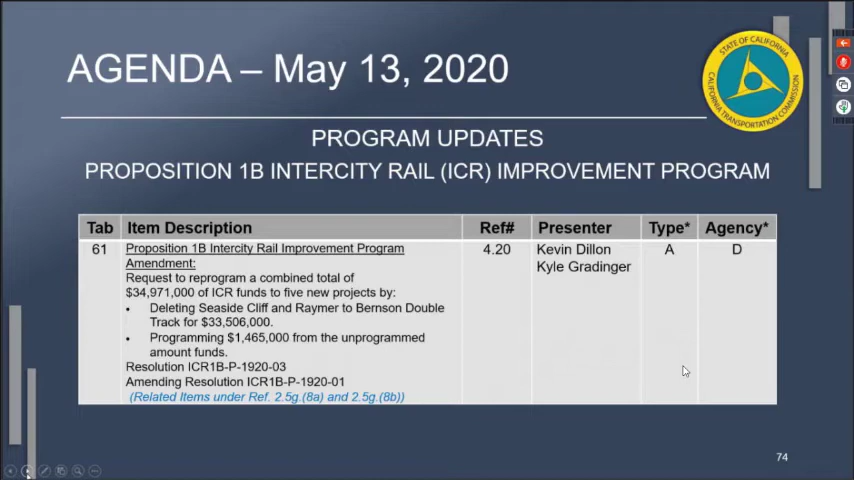 AGENDA – May 13, 2020
STATE OF CALIFORNIA
CALIFORNIA TRANSPORTATION COMMISSION
PROGRAM UPDATES
PROPOSITION 1B INTERCITY RAIL (ICR) IMPROVEMENT PROGRAM
Tab Item Description Ref# Presenter Type* Agency*
61 Proposition 1B Intercity Rail Improvement Program 4.20 Kevin Dillon A D
Amendment: Kyle Gradinger
Request to reprogram a combined total of
$34,971,000 of ICR funds to five new projects by:
• Deleting Seaside Cliff and Raymer to Bernson Double
Track for $33,506,000.
• Programming $1,465,000 from the unprogrammed
amount funds.
Resolution ICR1B-P-1920-03
Amending Resolution ICR1B-P-1920-01
(Related Items under Ref. 2.5g.(8a) and 2.5g.(8b))
74